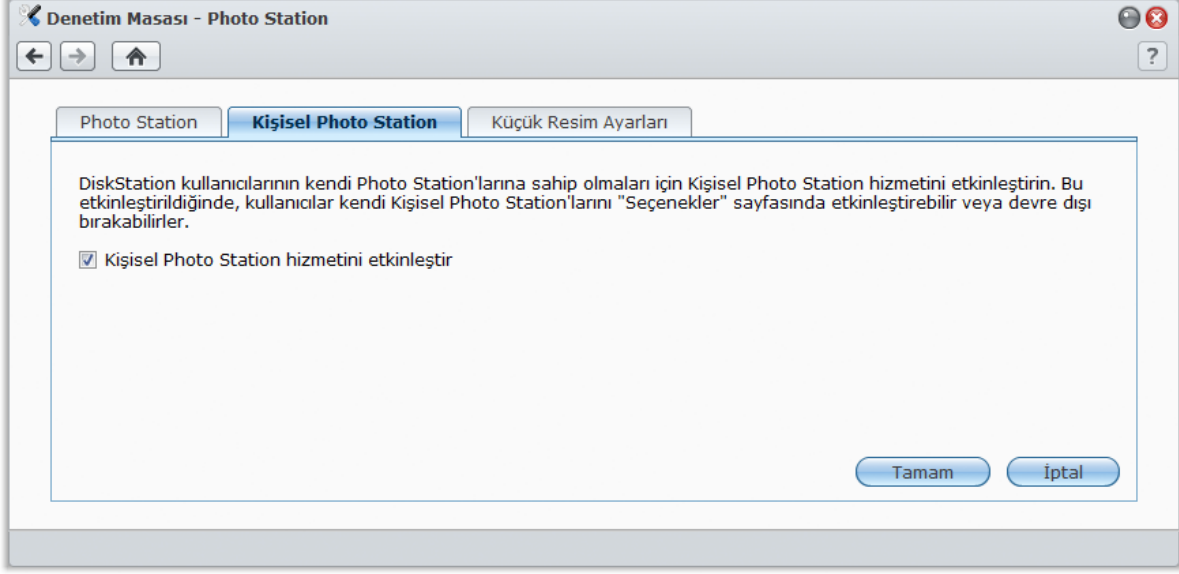 Denetim Masası - Photo Station
?
Photo Station
Kişisel Photo Station
Küçük Resim Ayarları
DiskStation kullanıcılarının kendi Photo Station'larına sahip olmaları için Kişisel Photo Station hizmetini etkinleştirin. Bu
etkinleştirildiğinde, kullanıcılar kendi Kişisel Photo Station'larını "Seçenekler" sayfasında etkinleştirebilir veya devre dışı
bırakabilirler.
Kişisel Photo Station hizmetini etkinleştir
Tamam
İptal